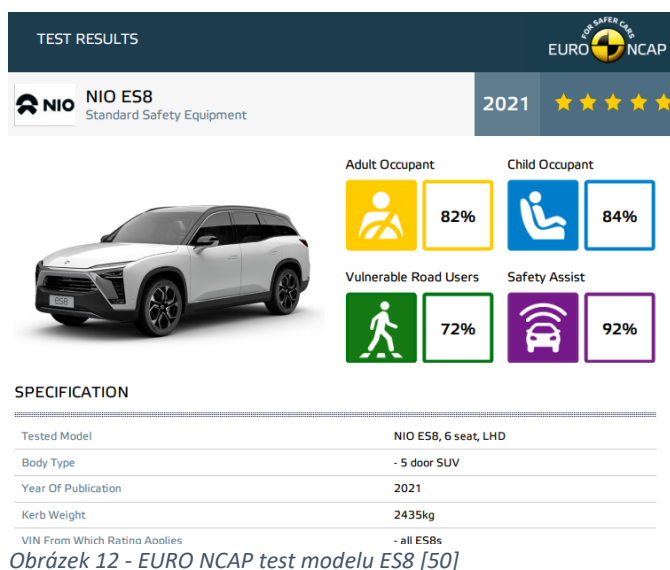 TEST RESULTS
FOR SAFER CARS
EURO NCAP
NIO
NIO ES8
Standard Safety Equipment
2021
Adult Occupant
Child Occupant
82%
84%
Vulnerable Road Users
Safety Assist
72%
92%
es8
SPECIFICATION
Tested Model NIO ES8, 6 seat, LHD
Body Type - 5 door SUV
Year Of Publication 2021
Kerb Weight 2435kg
VIN From Which Rating Applies - all ES8s
Obrázek 12 - EURO NCAP test modelu ES8 [50]